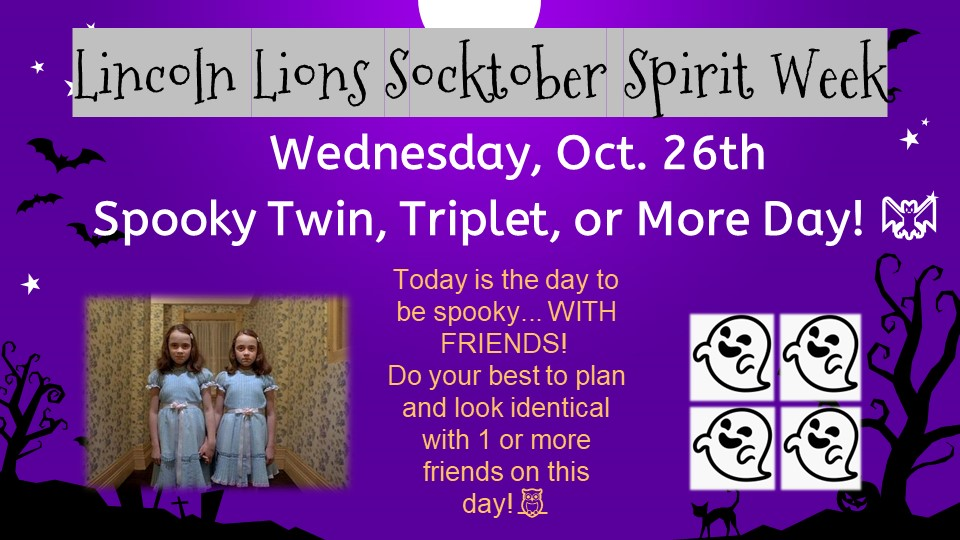 Lincoln Lions Socktober Spirit Week
Wednesday, Oct. 26th
Spooky Twin, Triplet, or More Day!
Today is the day to
be spooky... WITH
FRIENDS!
Do your best to plan
and look identical
with 1 or more
friends on this
day!